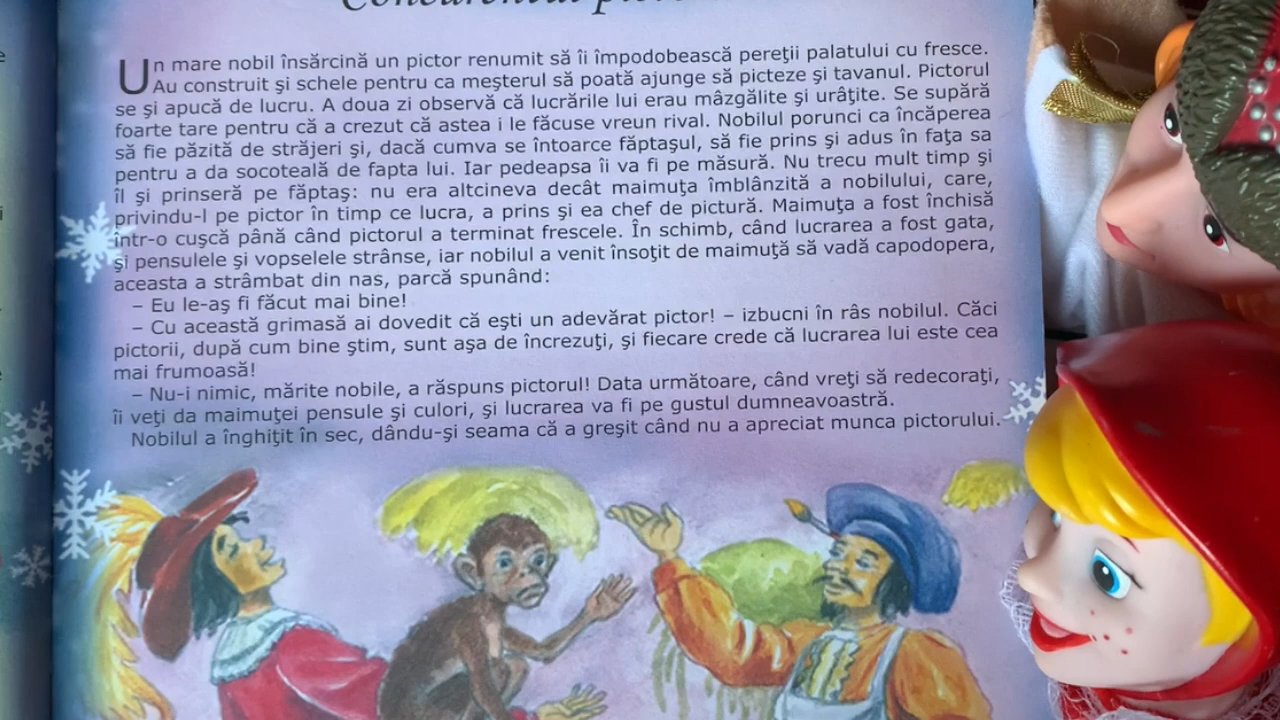 Un mare nobil însărcină un pictor renumit să îi împodobească pereţii palatului cu fresce.
Au construit şi schele pentru ca meşterul să poată ajunge să picteze şi tavanul. Pictorul
se şi apucă de lucru. A doua zi observă că lucrările lui erau mâzgălite şi urâţite. Se supără
foarte tare pentru că a crezut că astea i le făcuse vreun rival. Nobilul porunci ca încăperea
să fie păzită de străjeri şi, dacă cumva se întoarce făptaşul, să fie prins şi adus în faţa sa
pentru a da socoteală de fapta lui. Iar pedeapsa îi va fi pe măsură. Nu trecu mult timp şi
îl şi prinseră pe făptaş: nu era altcineva decât maimuţa îmblânzită a nobilului, care,
privindu-l pe pictor în timp ce lucra, a prins şi ea chef de pictură. Maimuţa a fost închisă
într-o cuşcă până când pictorul a terminat frescele. În schimb, când lucrarea a fost gata,
şi pensulele şi vopselele strânse, iar nobilul a venit însoţit de maimuţă să vadă capodopera,
aceasta a strâmbat din nas, parcă spunând:
– Eu le-aş fi făcut mai bine!
– Cu această grimasă ai dovedit că eşti un adevărat pictor! – izbucni în râs nobilul. Căci
pictorii, după cum bine ştim, sunt aşa de încrezuţi, şi fiecare crede că lucrarea lui este cea
mai frumoasă!
– Nu-i nimic, mărite nobile, a răspuns pictorul! Data următoare, când vreţi să redecoraţi,
îi veţi da maimuţei pensule şi culori, şi lucrarea va fi pe gustul dumneavoastră.
Nobilul a înghiţit în sec, dându-şi seama că a greşit când nu a apreciat munca pictorului.